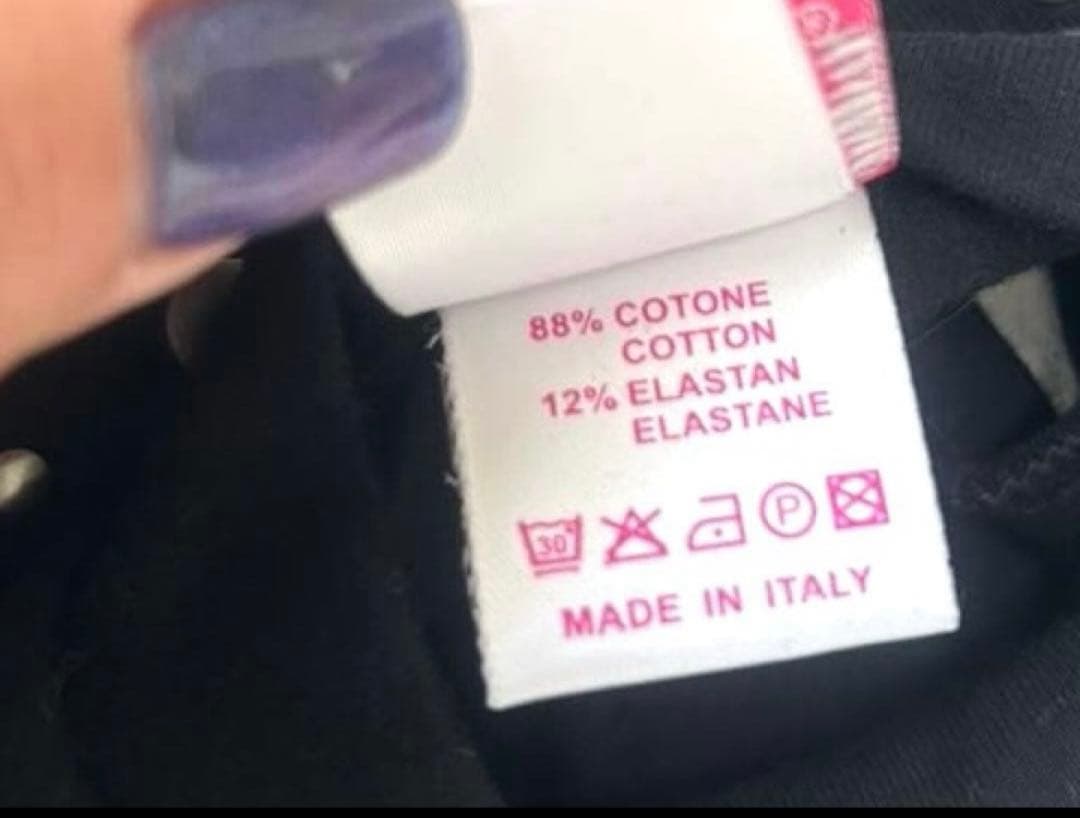 88% COTONE
COTTON
12% ELASTAN
ELASTANE
30° P
MADE IN ITALY